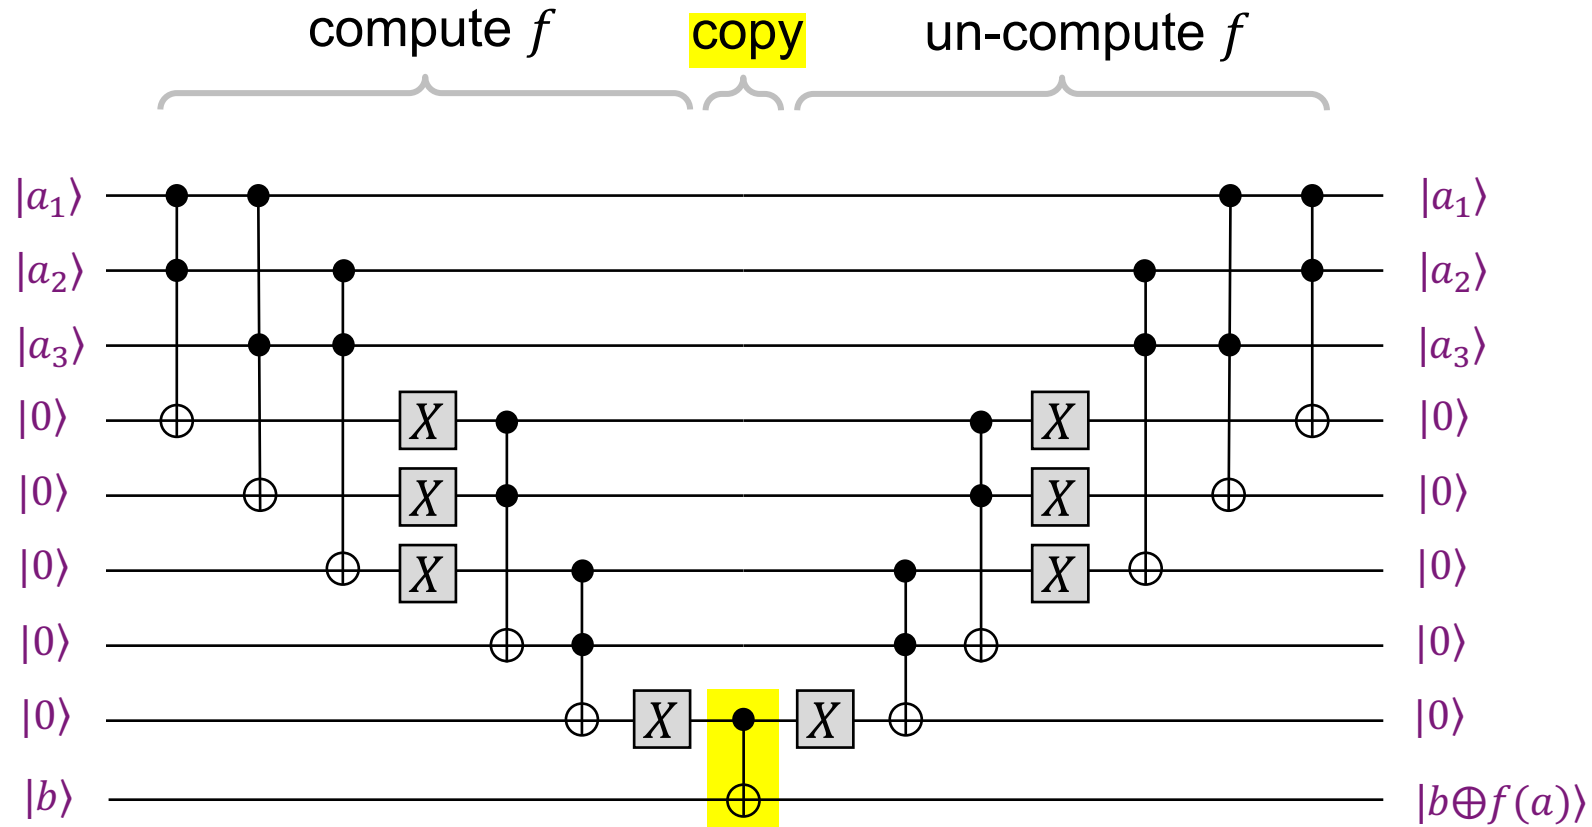 compute f copy un-compute f
|a₁⟩ |a₁⟩
|a₂⟩ |a₂⟩
|a₃⟩ |a₃⟩
|0⟩ X X |0⟩
|0⟩ X X |0⟩
|0⟩ X X |0⟩
|0⟩ |0⟩
|0⟩ X X |0⟩
|b⟩ |b⊕f(a)⟩